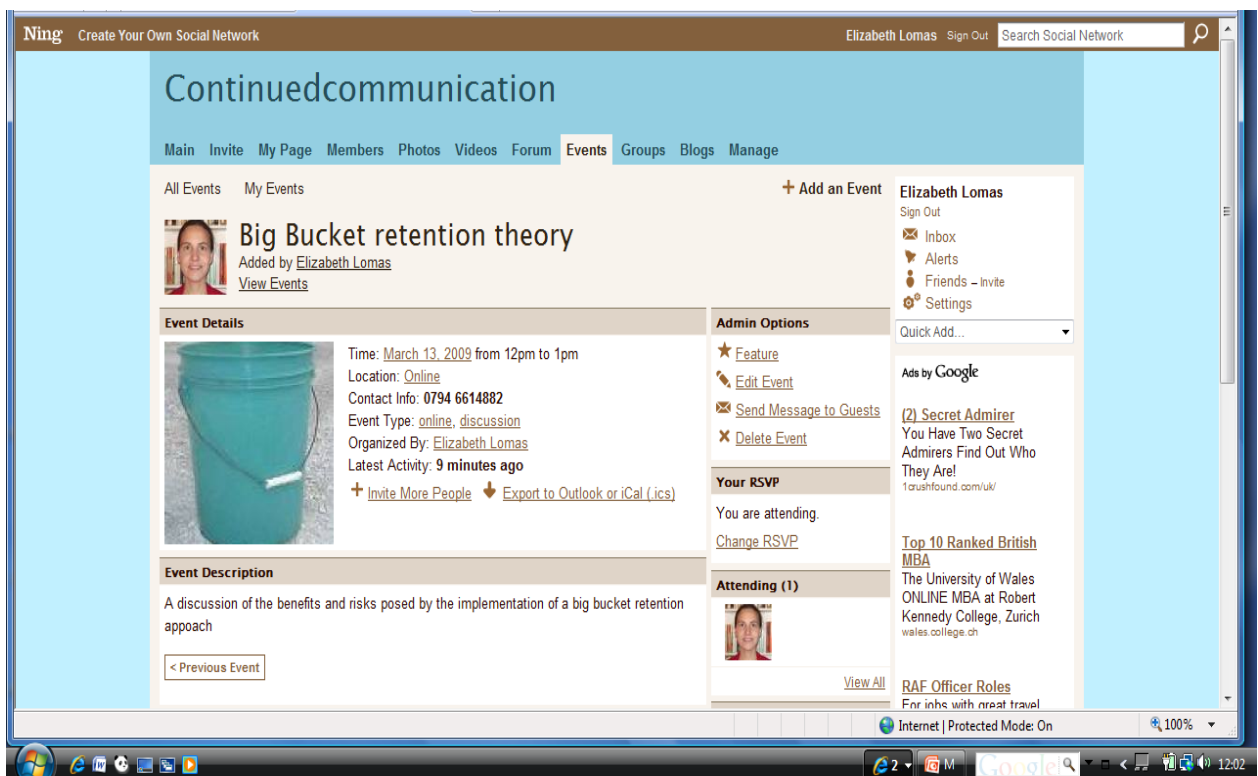 Ning Create Your Own Social Network
Elizabeth Lomas Sign Out Search Social Network
Continuedcommunication
Main Invite My Page Members Photos Videos Forum Events Groups Blogs Manage
All Events My Events
+ Add an Event
Big Bucket retention theory
Added by Elizabeth Lomas
View Events
Event Details
Time: March 13, 2009 from 12pm to 1pm
Location: Online
Contact Info: 0794 6614882
Event Type: online, discussion
Organized By: Elizabeth Lomas
Latest Activity: 9 minutes ago
+ Invite More People Export to Outlook or iCal (.ics)
Event Description
A discussion of the benefits and risks posed by the implementation of a big bucket retention
appoach
< Previous Event
Admin Options
Feature
Edit Event
Send Message to Guests
Delete Event
Your RSVP
You are attending.
Change RSVP
Attending (1)
View All
Elizabeth Lomas
Sign Out
Inbox
Alerts
Friends – Invite
Settings
Quick Add...
Ads by Google
(2) Secret Admirer
You Have Two Secret
Admirers Find Out Who
They Are!
1crushfound.com/uk/
Top 10 Ranked British
MBA
The University of Wales
ONLINE MBA at Robert
Kennedy College, Zurich
wales.college.ch
RAF Officer Roles
For jobs with great travel
Internet | Protected Mode: On
100%
2
M
Google
12:02